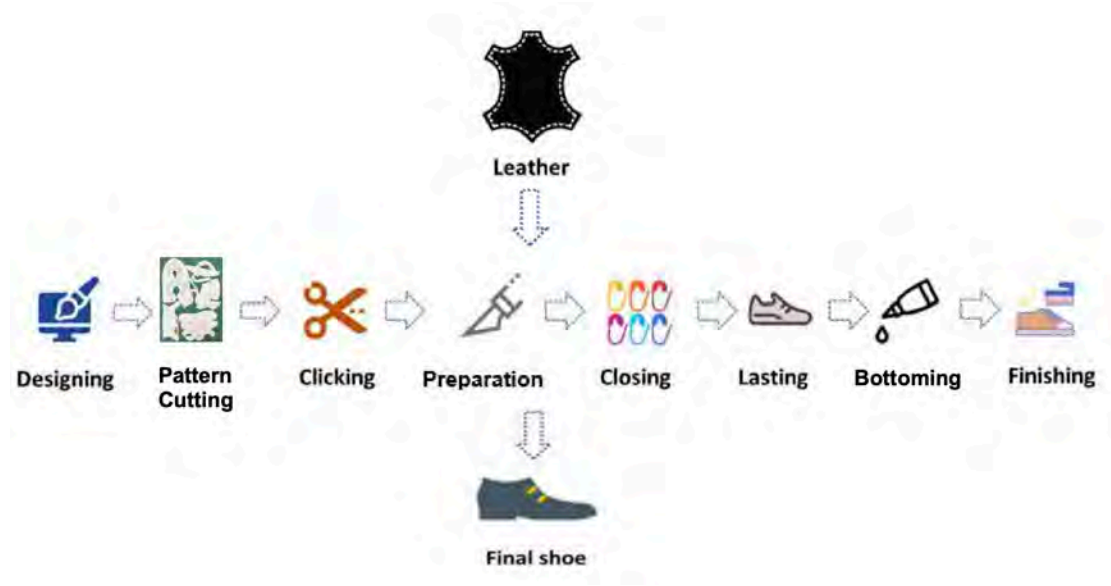 Leather
Designing
Pattern
Cutting
Clicking
Preparation
Closing
Lasting
Bottoming
Finishing
Final shoe